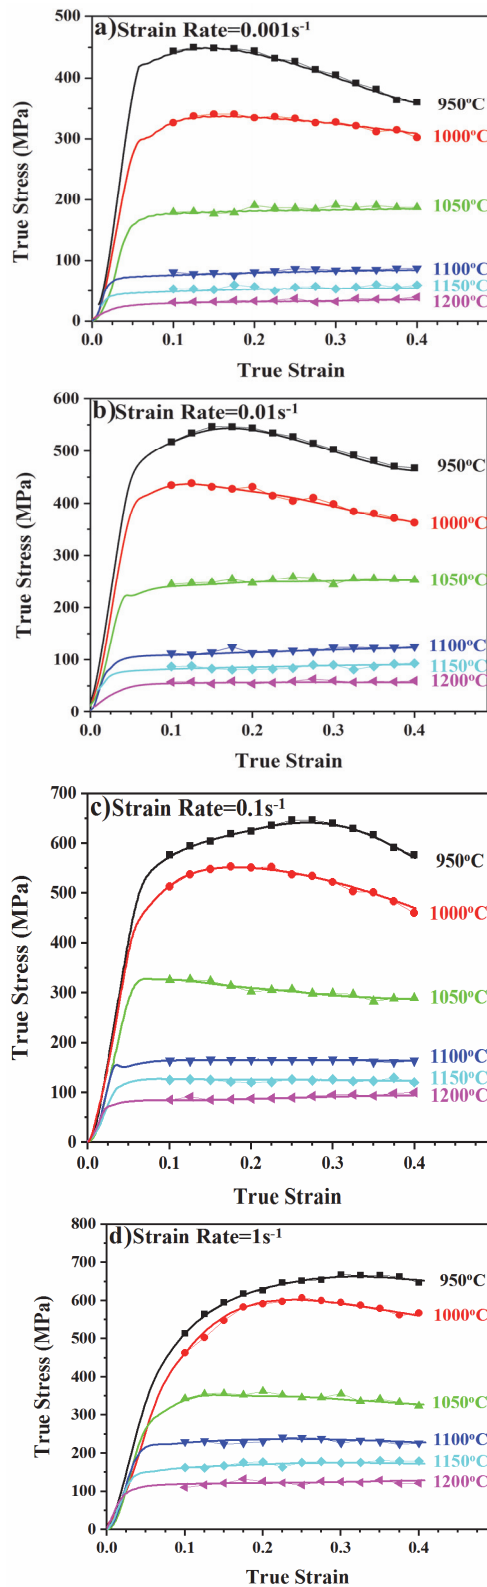 a)Strain Rate=0.001s⁻¹
500
400
300
200
100
0
0.0 0.1 0.2 0.3 0.4
True Stress (MPa)
True Strain
950°C
1000°C
1050°C
1100°C
1150°C
1200°C
b)Strain Rate=0.01s⁻¹
600
500
400
300
200
100
0
0.0 0.1 0.2 0.3 0.4
True Stress (MPa)
True Strain
950°C
1000°C
1050°C
1100°C
1150°C
1200°C
c)Strain Rate=0.1s⁻¹
700
600
500
400
300
200
100
0
0.0 0.1 0.2 0.3 0.4
True Stress (MPa)
True Strain
950°C
1000°C
1050°C
1100°C
1150°C
1200°C
d)Strain Rate=1s⁻¹
800
700
600
500
400
300
200
100
0
0.0 0.1 0.2 0.3 0.4
True Stress (MPa)
True Strain
950°C
1000°C
1050°C
1100°C
1150°C
1200°C